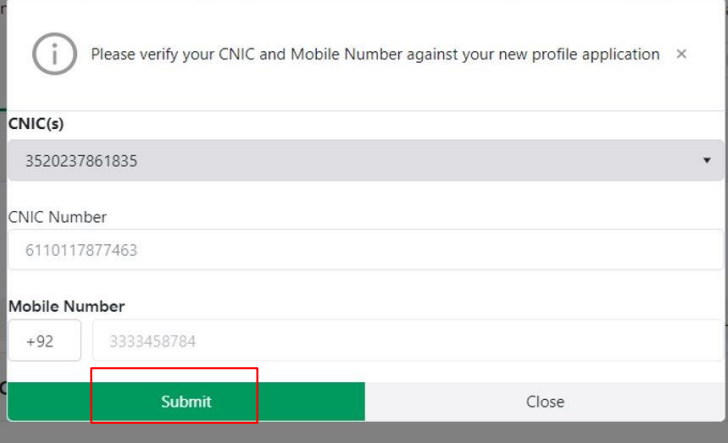 Please verify your CNIC and Mobile Number against your new profile application ×
CNIC(s)
3520237861835
CNIC Number
6110117877463
Mobile Number
+92 3333458784
Submit Close